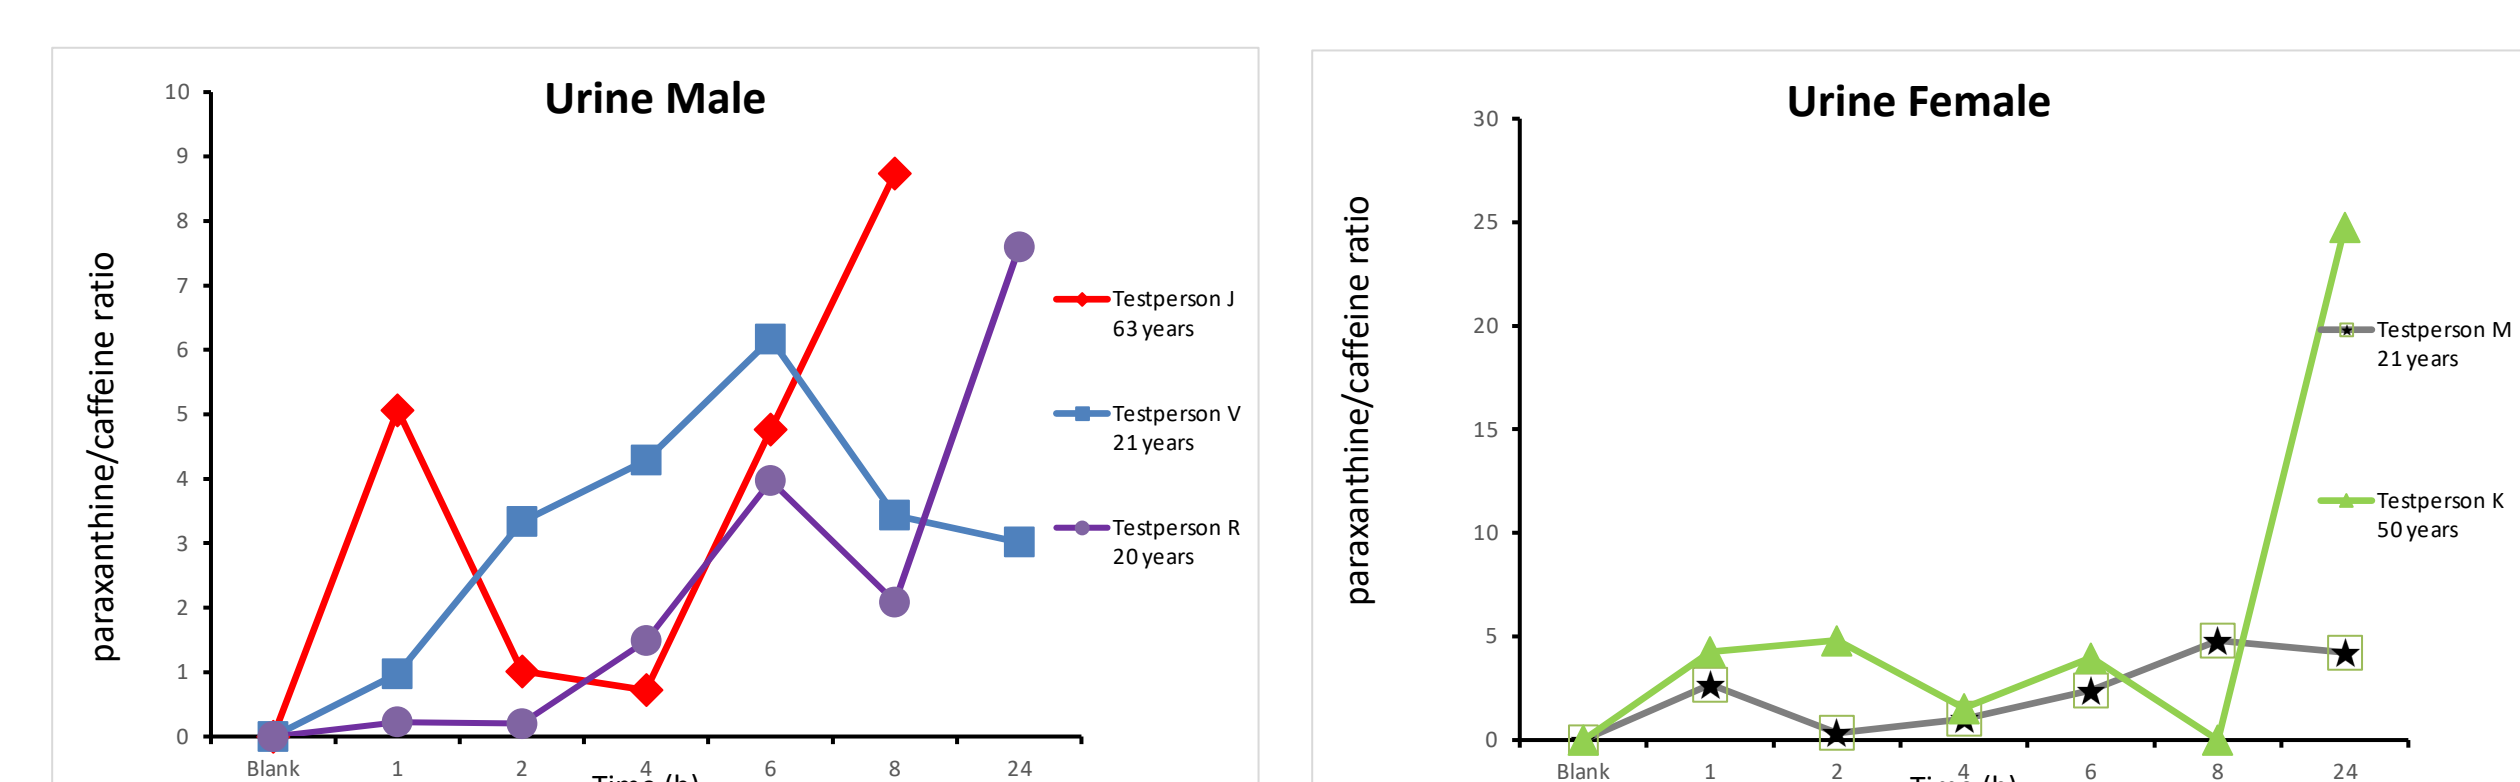 Urine Male
paraxanthine/caffeine ratio
10
9
8
7
6
5
4
3
2
1
0
Blank 1 2 4 6 8 24
Time (h)
Testperson J
63 years
Testperson V
21 years
Testperson R
20 years
Urine Female
paraxanthine/caffeine ratio
30
25
20
15
10
5
0
Blank 1 2 4 6 8 24
Time (h)
Testperson M
21 years
Testperson K
50 years